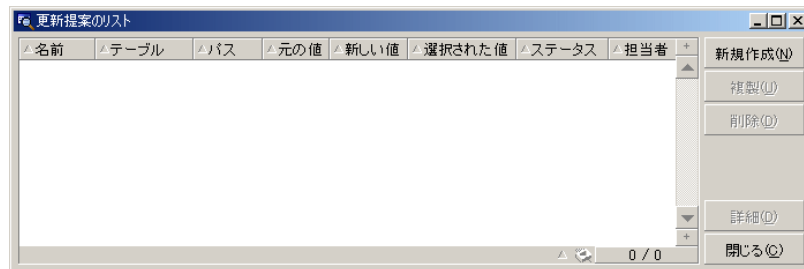 更新提案のリスト
名前 テーブル パス 元の値 新しい値 選択された値 ステータス 担当者 +
新規作成(N)
複製(U)
削除(D)
詳細(D)
+
0 / 0
閉じる(C)